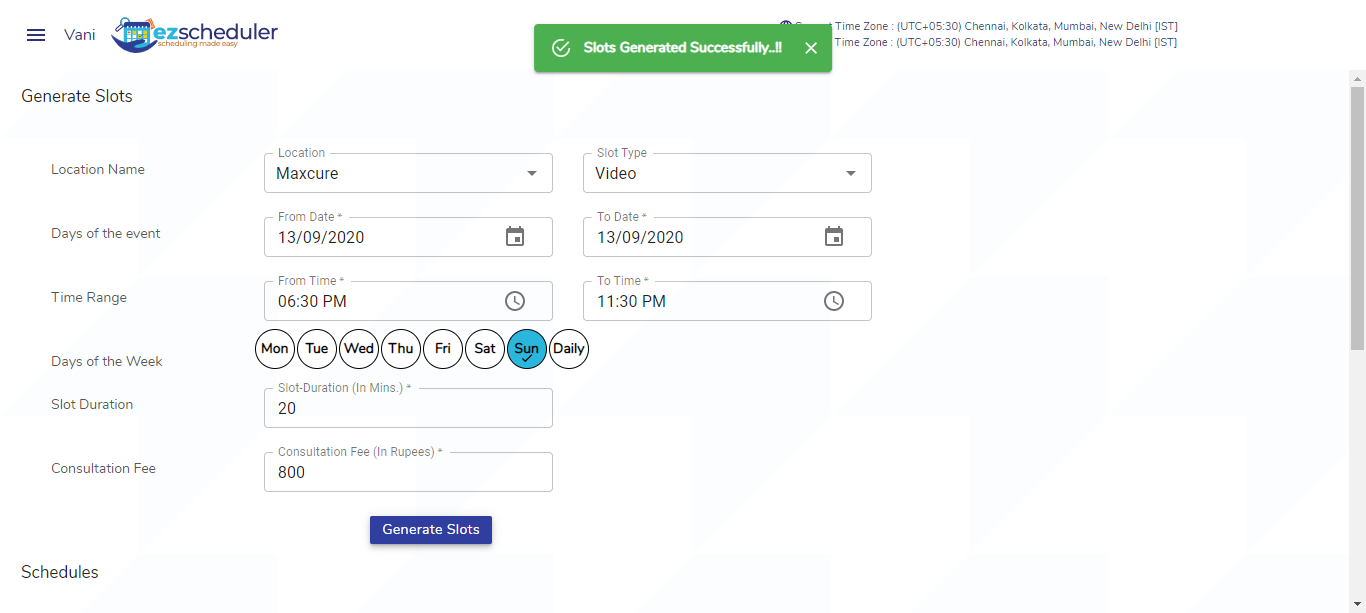 Vani
ezscheduler
scheduling made easy
Slots Generated Successfully..!!
Time Zone : (UTC+05:30) Chennai, Kolkata, Mumbai, New Delhi [IST]
Time Zone : (UTC+05:30) Chennai, Kolkata, Mumbai, New Delhi [IST]
Generate Slots
Location Name
Location
Maxcure
Slot Type
Video
Days of the event
From Date *
13/09/2020
To Date *
13/09/2020
Time Range
From Time *
06:30 PM
To Time *
11:30 PM
Days of the Week
Mon Tue Wed Thu Fri Sat Sun Daily
Slot Duration
Slot-Duration (In Mins.) *
20
Consultation Fee
Consultation Fee (In Rupees) *
800
Generate Slots
Schedules